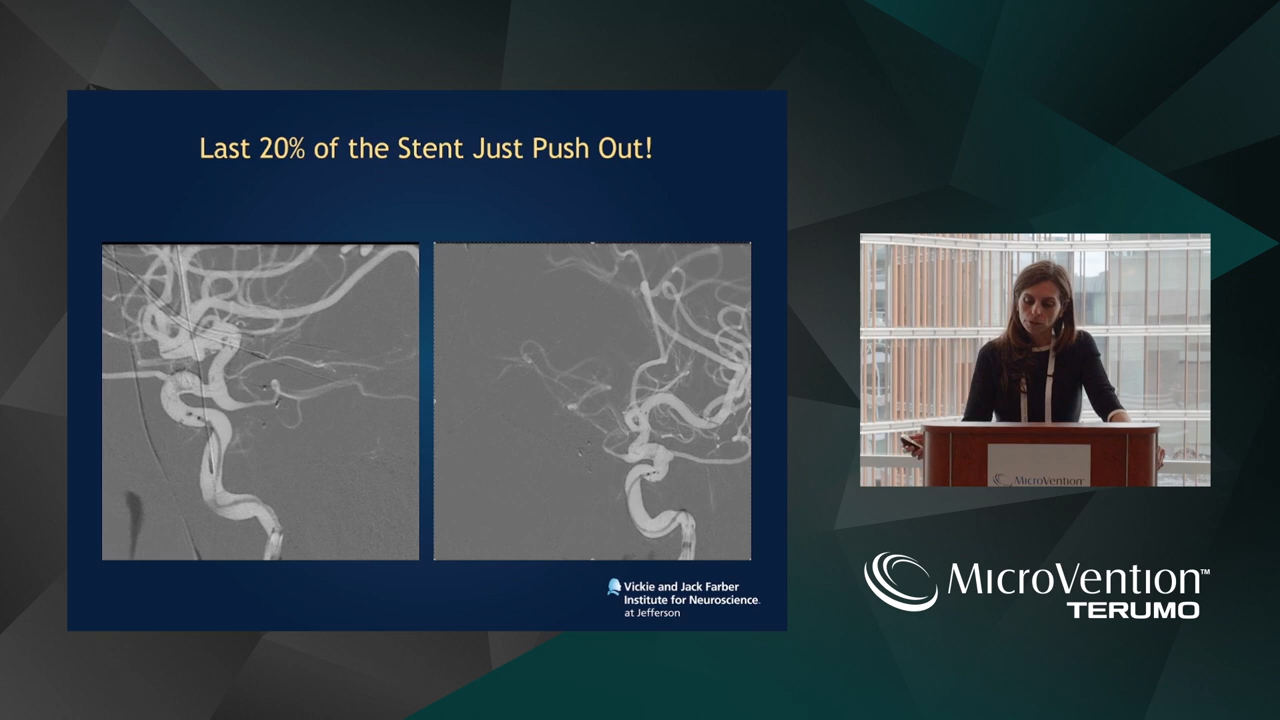 Last 20% of the Stent Just Push Out!
Vickie and Jack Farber
Institute for Neuroscience.
at Jefferson
MicroVention
MicroVention™
TERUMO